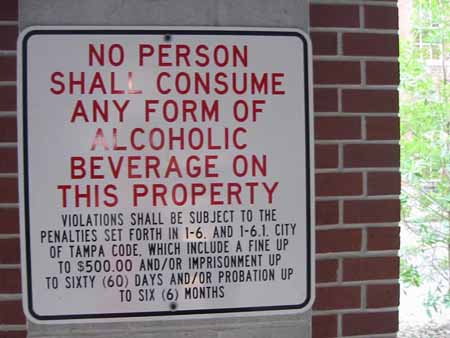 NO PERSON
SHALL CONSUME
ANY FORM OF
ALCOHOLIC
BEVERAGE ON
THIS PROPERTY
VIOLATIONS SHALL BE SUBJECT TO THE
PENALTIES SET FORTH IN 1-6. AND 1-6.1. CITY
OF TAMPA CODE, WHICH INCLUDE A FINE UP
TO $500.00 AND/OR IMPRISONMENT UP
TO SIXTY (60) DAYS AND/OR PROBATION UP
TO SIX (6) MONTHS